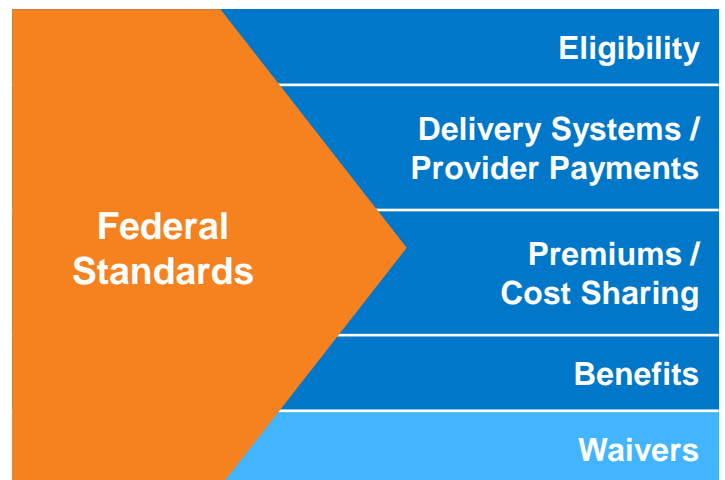 Federal
Standards
Eligibility
Delivery Systems /
Provider Payments
Premiums /
Cost Sharing
Benefits
Waivers